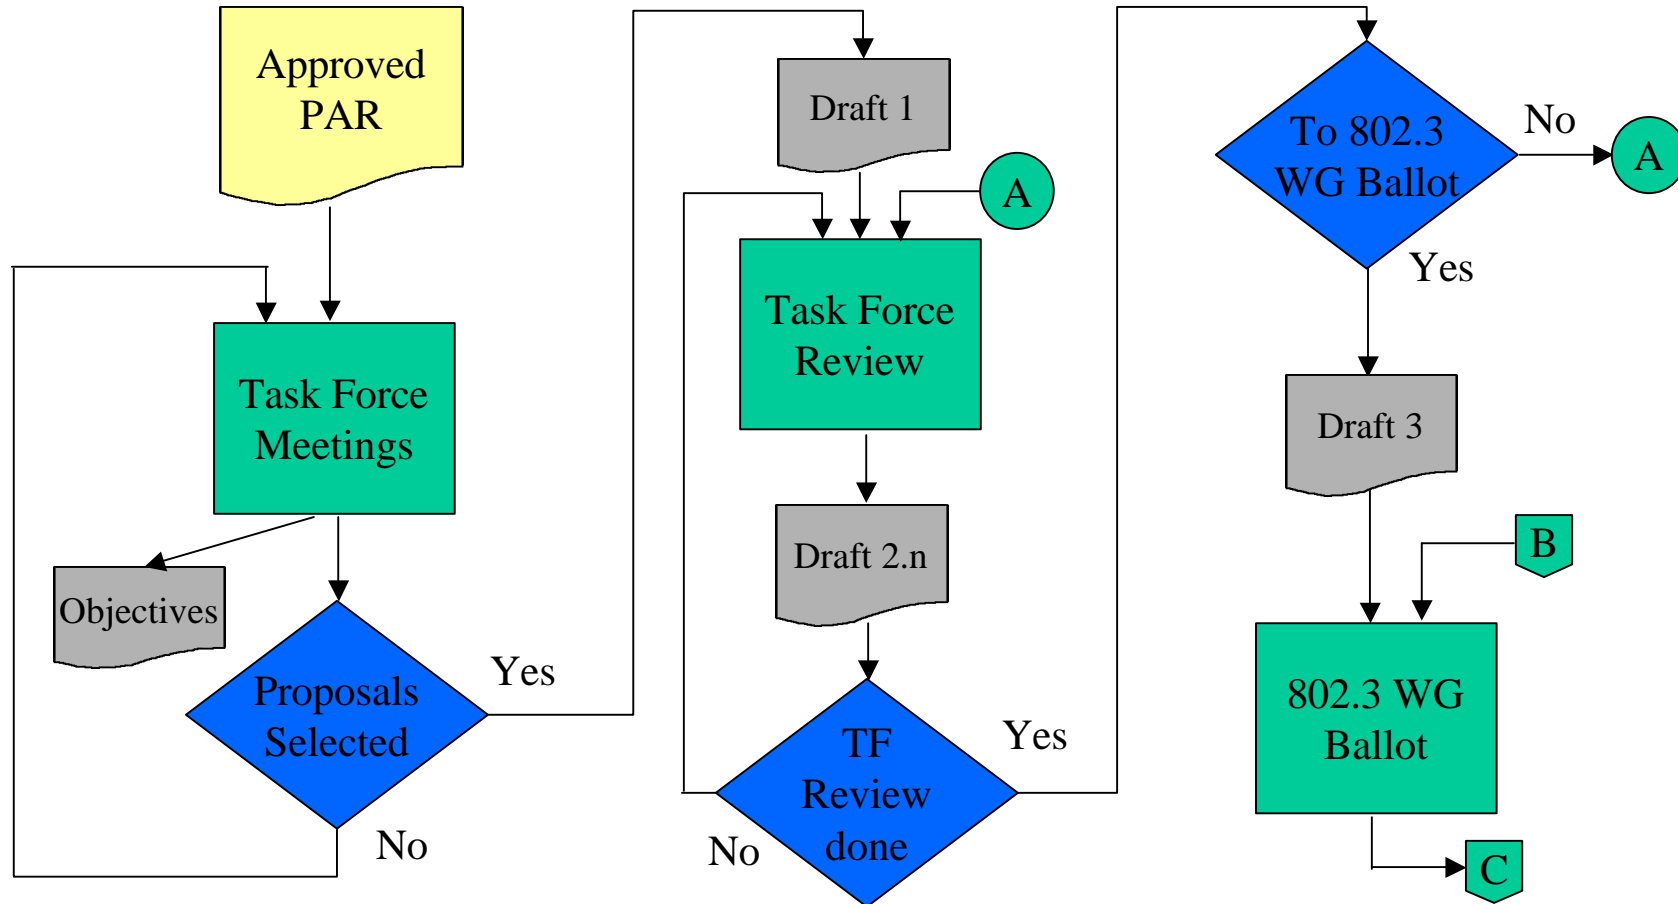 Approved
PAR
Task Force
Meetings
Objectives
Proposals
Selected
Yes
No
Draft 1
A
Task Force
Review
Draft 2.n
TF
Review
done
Yes
No
To 802.3
WG Ballot
No
A
Yes
Draft 3
B
802.3 WG
Ballot
C